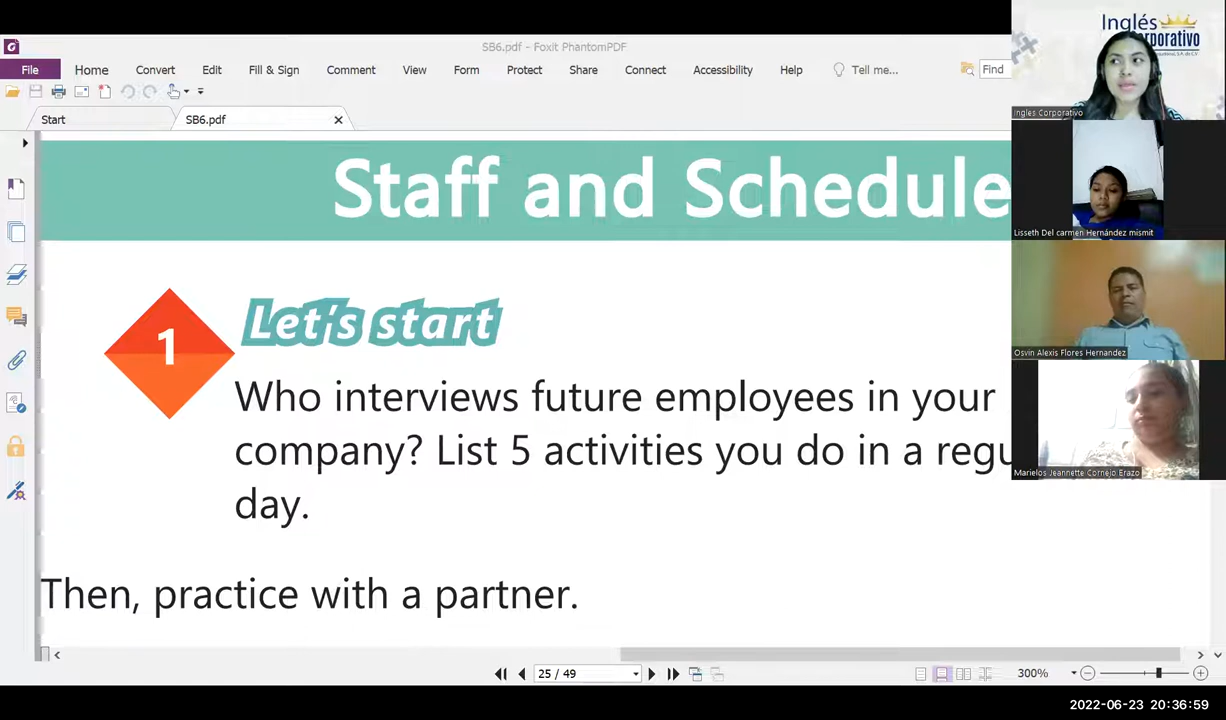 SB6.pdf - Foxit PhantomPDF
File Home Convert Edit Fill & Sign Comment View Form Protect Share Connect Accessibility Help Tell me... Find
Start SB6.pdf
Staff and Schedule
1
Let's start
Who interviews future employees in your
company? List 5 activities you do in a regu
day.
Then, practice with a partner.
25 / 49
300%
Inglés
orporativo
Ingles Corporativo
Lisseth Del carmen Hernández mismit
Osvin Alexis Flores Hernandez
Marielos Jeannette Cornejo Erazo
2022-06-23 20:36:59